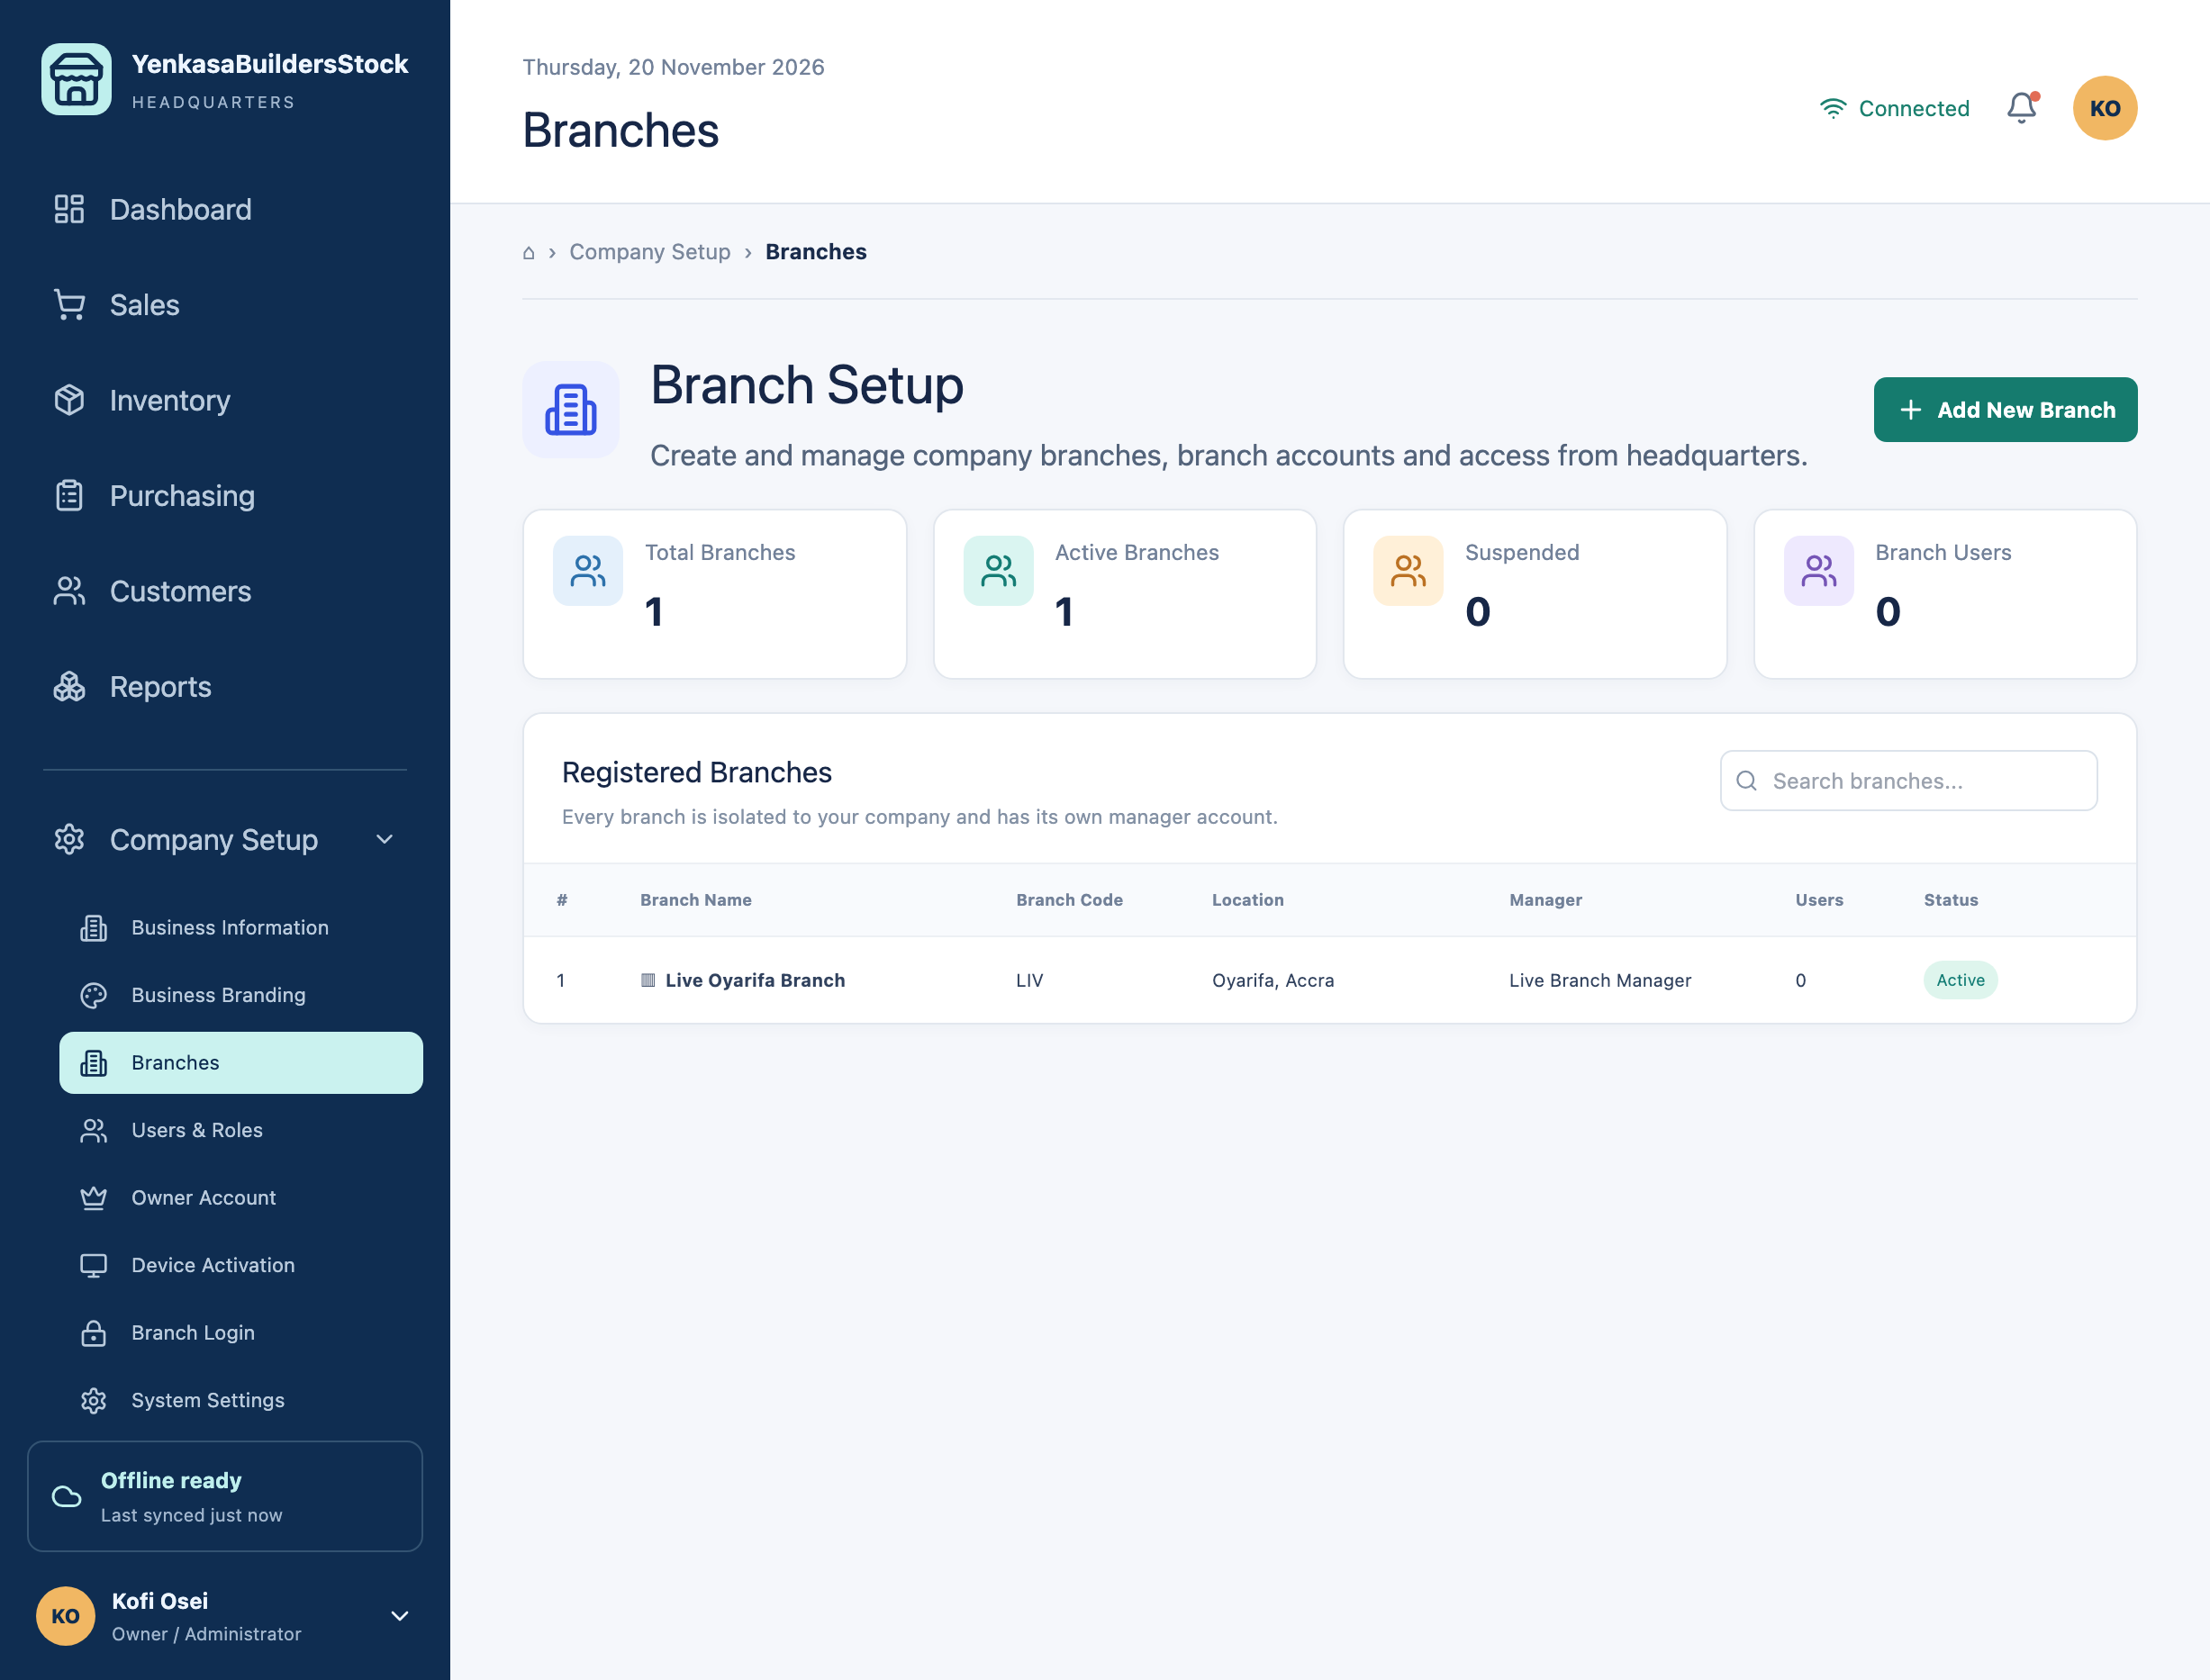 YenkasaBuildersStock
HEADQUARTERS
Dashboard
Sales
Inventory
Purchasing
Customers
Reports
Company Setup
Business Information
Business Branding
Branches
Users & Roles
Owner Account
Device Activation
Branch Login
System Settings
Offline ready
Last synced just now
KO
Kofi Osei
Owner / Administrator
Thursday, 20 November 2026
Branches
Connected
KO
⌂ › Company Setup › Branches
Branch Setup
Create and manage company branches, branch accounts and access from headquarters.
+ Add New Branch
Total Branches
1
Active Branches
1
Suspended
0
Branch Users
0
Registered Branches
Every branch is isolated to your company and has its own manager account.
Search branches...
# Branch Name Branch Code Location Manager Users Status
1 ▥ Live Oyarifa Branch LIV Oyarifa, Accra Live Branch Manager 0 Active